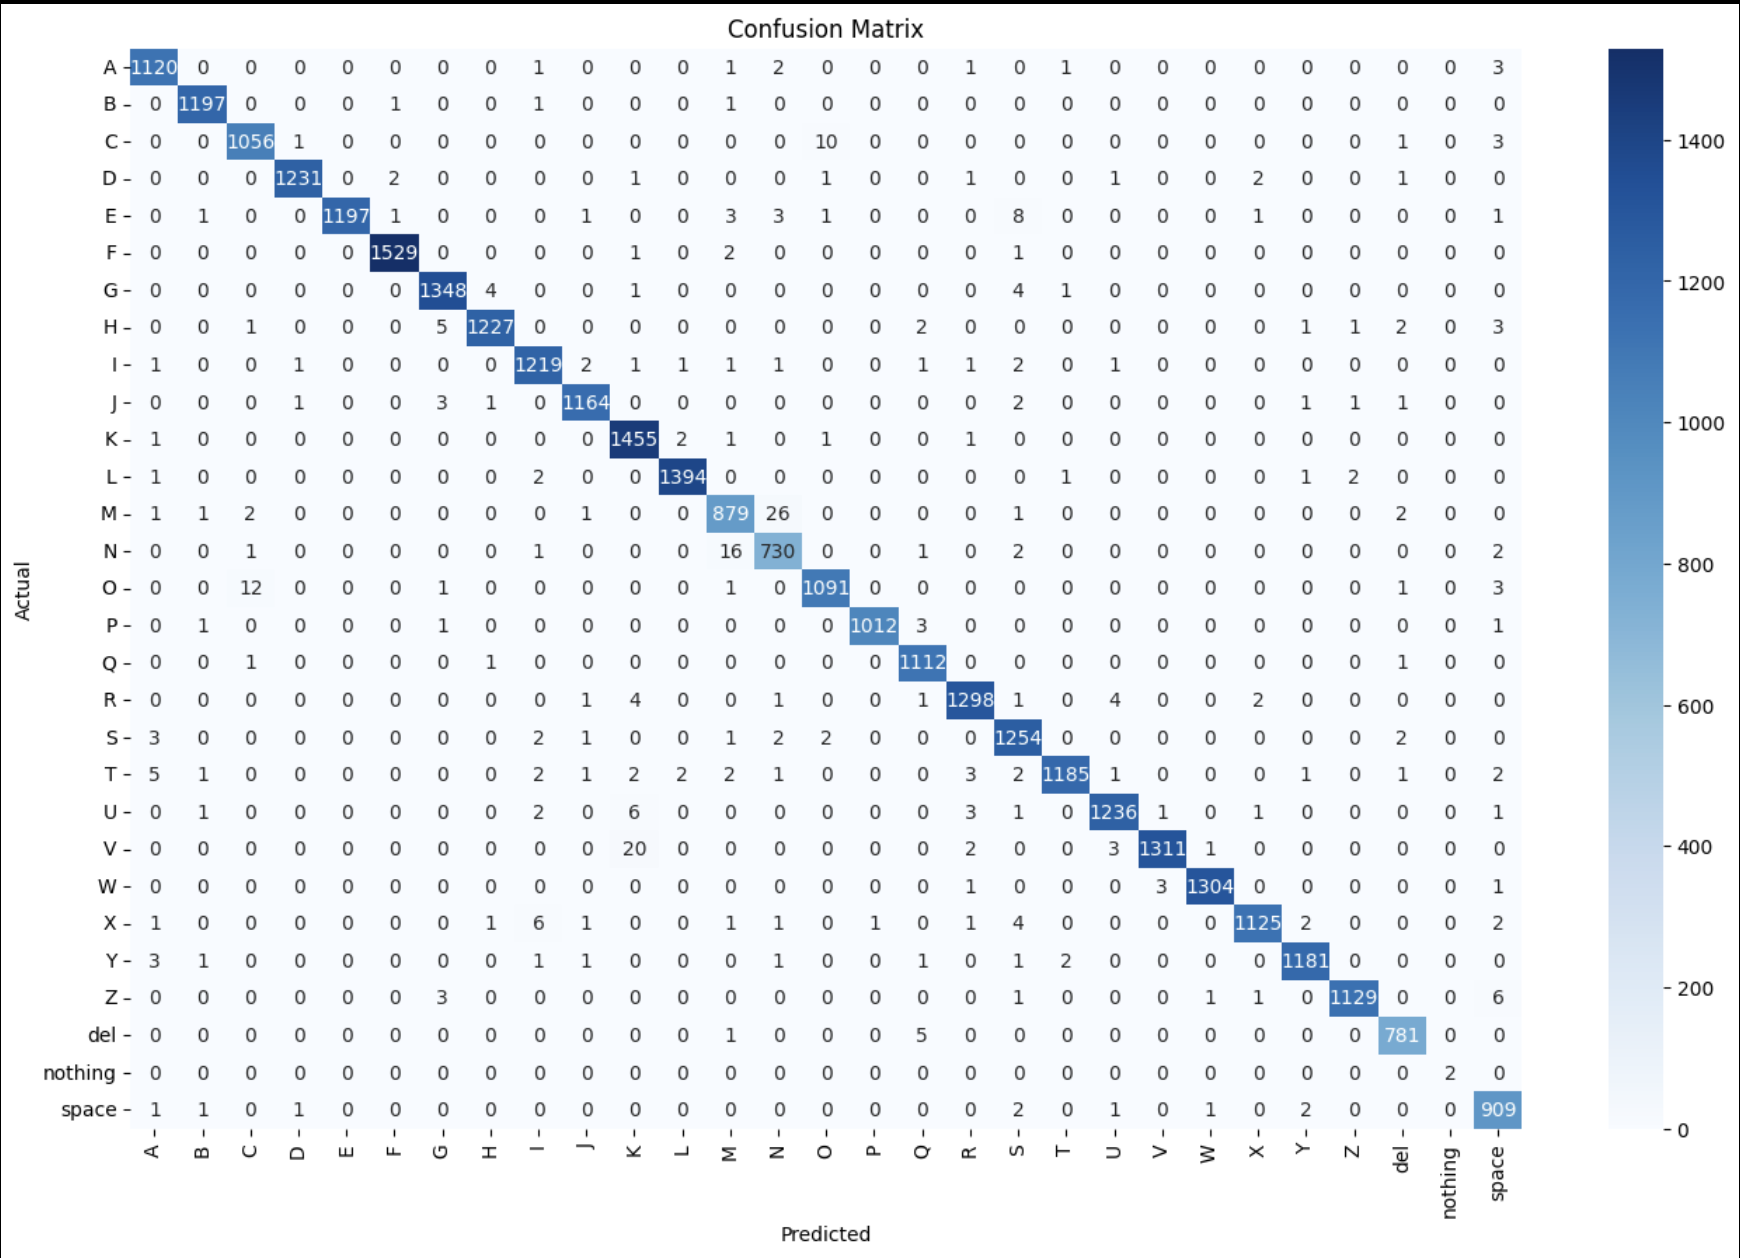 Confusion Matrix
A 1120 0 0 0 0 0 0 0 1 0 0 0 1 2 0 0 0 1 0 1 0 0 0 0 0 0 0 0 3
B 0 1197 0 0 0 1 0 0 1 0 0 0 1 0 0 0 0 0 0 0 0 0 0 0 0 0 0 0 0
C 0 0 1056 1 0 0 0 0 0 0 0 0 0 0 10 0 0 0 0 0 0 0 0 0 0 0 1 0 3
D 0 0 0 1231 0 2 0 0 0 0 1 0 0 0 1 0 0 1 0 0 1 0 0 2 0 0 1 0 0
E 0 1 0 0 1197 1 0 0 0 1 0 0 3 3 1 0 0 0 8 0 0 0 0 1 0 0 0 0 1
F 0 0 0 0 0 1529 0 0 0 0 1 0 2 0 0 0 0 0 1 0 0 0 0 0 0 0 0 0 0
G 0 0 0 0 0 0 1348 4 0 0 1 0 0 0 0 0 0 0 4 1 0 0 0 0 0 0 0 0 0
H 0 0 1 0 0 0 5 1227 0 0 0 0 0 0 0 0 2 0 0 0 0 0 0 0 1 1 2 0 3
I 1 0 0 1 0 0 0 0 1219 2 1 1 1 1 0 0 1 1 2 0 1 0 0 0 0 0 0 0 0
J 0 0 0 1 0 0 3 1 0 1164 0 0 0 0 0 0 0 0 2 0 0 0 0 0 1 1 1 0 0
K 1 0 0 0 0 0 0 0 0 0 1455 2 1 0 1 0 0 1 0 0 0 0 0 0 0 0 0 0 0
L 1 0 0 0 0 0 0 0 2 0 0 1394 0 0 0 0 0 0 0 1 0 0 0 0 1 2 0 0 0
M 1 1 2 0 0 0 0 0 0 1 0 0 879 26 0 0 0 0 1 0 0 0 0 0 0 0 2 0 0
N 0 0 1 0 0 0 0 0 1 0 0 0 16 730 0 0 1 0 2 0 0 0 0 0 0 0 0 0 2
O 0 0 12 0 0 0 1 0 0 0 0 0 1 0 1091 0 0 0 0 0 0 0 0 0 0 0 1 0 3
P 0 1 0 0 0 0 1 0 0 0 0 0 0 0 0 1012 3 0 0 0 0 0 0 0 0 0 0 0 1
Q 0 0 1 0 0 0 0 1 0 0 0 0 0 0 0 0 1112 0 0 0 0 0 0 0 0 0 1 0 0
R 0 0 0 0 0 0 0 0 0 1 4 0 0 1 0 0 1 1298 1 0 4 0 0 2 0 0 0 0 0
S 3 0 0 0 0 0 0 0 2 1 0 0 1 2 2 0 0 0 1254 0 0 0 0 0 0 0 2 0 0
T 5 1 0 0 0 0 0 0 2 1 2 2 2 1 0 0 0 3 2 1185 1 0 0 0 1 0 1 0 2
U 0 1 0 0 0 0 0 0 2 0 6 0 0 0 0 0 0 3 1 0 1236 1 0 1 0 0 0 0 1
V 0 0 0 0 0 0 0 0 0 0 20 0 0 0 0 0 0 2 0 0 3 1311 1 0 0 0 0 0 0
W 0 0 0 0 0 0 0 0 0 0 0 0 0 0 0 0 0 1 0 0 0 3 1304 0 0 0 0 0 1
X 1 0 0 0 0 0 0 1 6 1 0 0 1 1 0 1 0 1 4 0 0 0 0 1125 2 0 0 0 2
Y 3 1 0 0 0 0 0 0 1 1 0 0 0 1 0 0 1 0 1 2 0 0 0 0 1181 0 0 0 0
Z 0 0 0 0 0 0 3 0 0 0 0 0 0 0 0 0 0 0 1 0 0 0 1 1 0 1129 0 0 6
del 0 0 0 0 0 0 0 0 0 0 0 0 1 0 0 0 5 0 0 0 0 0 0 0 0 0 781 0 0
nothing 0 0 0 0 0 0 0 0 0 0 0 0 0 0 0 0 0 0 0 0 0 0 0 0 0 0 0 2 0
space 1 1 0 1 0 0 0 0 0 0 0 0 0 0 0 0 0 0 2 0 1 0 1 0 2 0 0 0 909
A B C D E F G H I J K L M N O P Q R S T U V W X Y Z del nothing space
Predicted
Actual
1400
1200
1000
800
600
400
200
0